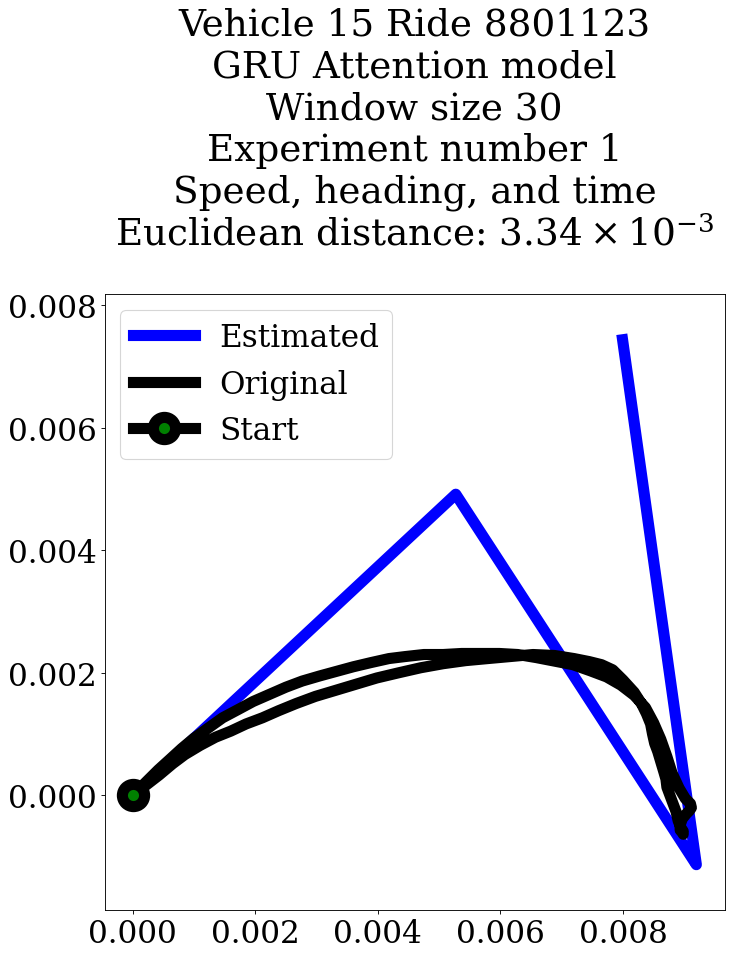 Vehicle 15 Ride 8801123
GRU Attention model
Window size 30
Experiment number 1
Speed, heading, and time
Euclidean distance: 3.34 × 10⁻³
Estimated
Original
Start
0.008
0.006
0.004
0.002
0.000
0.000 0.002 0.004 0.006 0.008